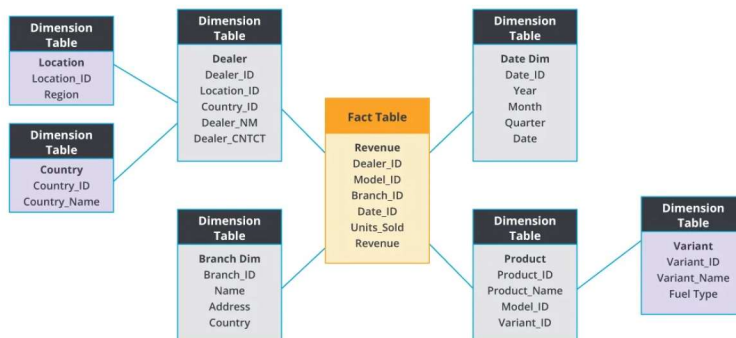 Dimension
Table
Location
Location_ID
Region
Dimension
Table
Country
Country_ID
Country_Name
Dimension
Table
Dealer
Dealer_ID
Location_ID
Country_ID
Dealer_NM
Dealer_CNTCT
Dimension
Table
Branch Dim
Branch_ID
Name
Address
Country
Fact Table
Revenue
Dealer_ID
Model_ID
Branch_ID
Date_ID
Units_Sold
Revenue
Dimension
Table
Date Dim
Date_ID
Year
Month
Quarter
Date
Dimension
Table
Product
Product_ID
Product_Name
Model_ID
Variant_ID
Dimension
Table
Variant
Variant_ID
Variant_Name
Fuel Type